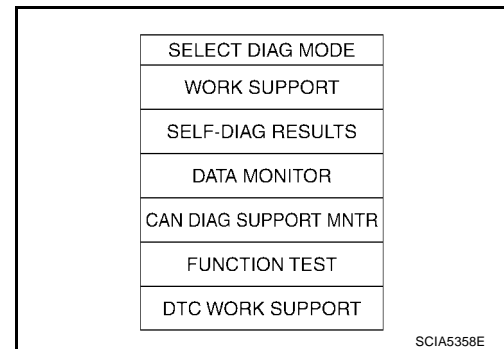 SELECT DIAG MODE
WORK SUPPORT
SELF-DIAG RESULTS
DATA MONITOR
CAN DIAG SUPPORT MNTR
FUNCTION TEST
DTC WORK SUPPORT
SCIA5358E